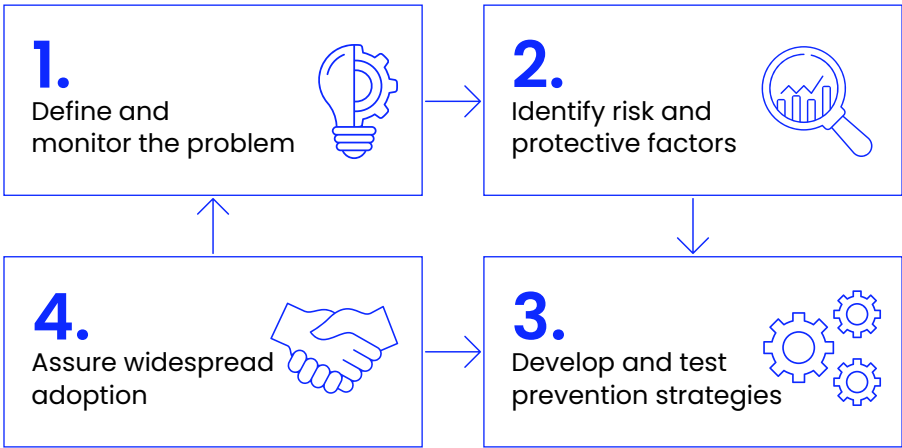 1.
Define and
monitor the problem
2.
Identify risk and
protective factors
4.
Assure widespread
adoption
3.
Develop and test
prevention strategies